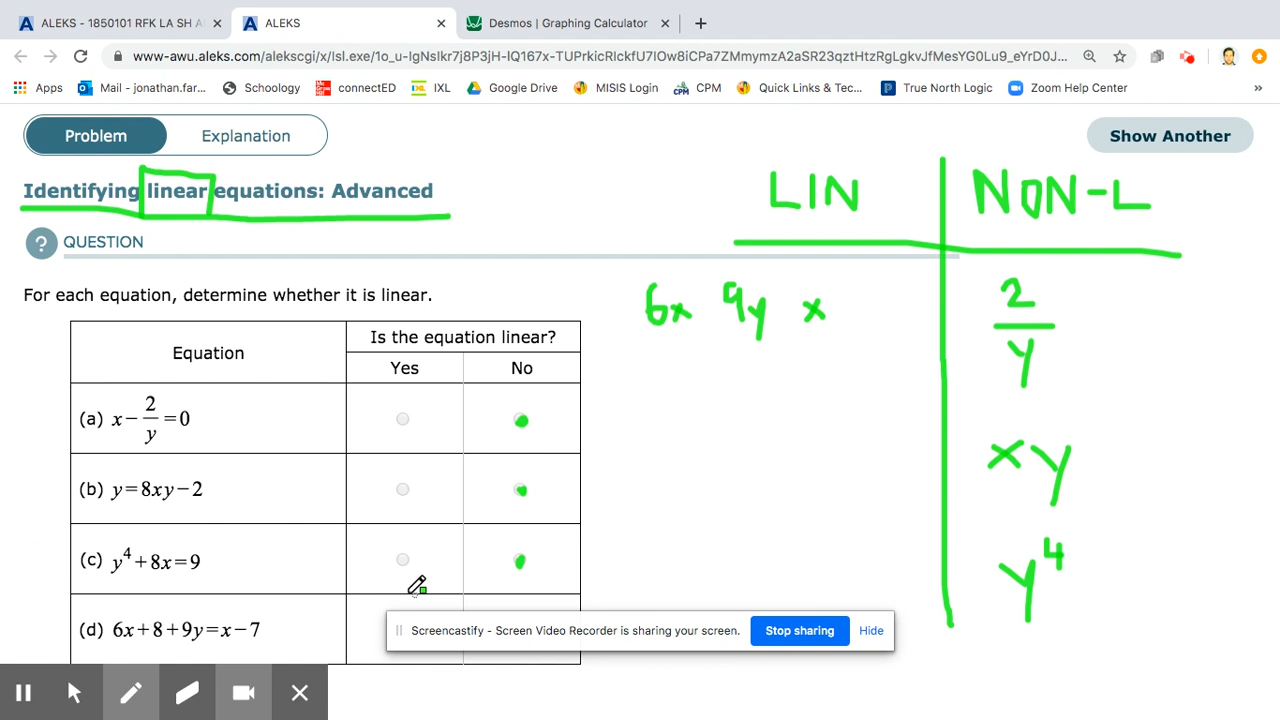 ALEKS - 1850101 RFK LA SH A
ALEKS
Desmos | Graphing Calculator
www-awu.aleks.com/alekscgi/x/Isl.exe/
Apps
Mail - jonathan.far...
Schoology
connectED
IXL
Google Drive
MISIS Login
CPM
CPM
Quick Links & Tec...
True North Logic
Zoom Help Center
»
Problem
Explanation
Show Another
Identifying linear equations: Advanced
LIN
NON-L
? QUESTION
For each equation, determine whether it is linear.
6x 9y x
2/y
xy
y⁴
Equation
Is the equation linear?
Yes
No
(a) x − 2/y = 0
(b) y = 8xy − 2
(c) y⁴ + 8x = 9
(d) 6x + 8 + 9y = x − 7
Screencastify - Screen Video Recorder is sharing your screen.
Stop sharing
Hide